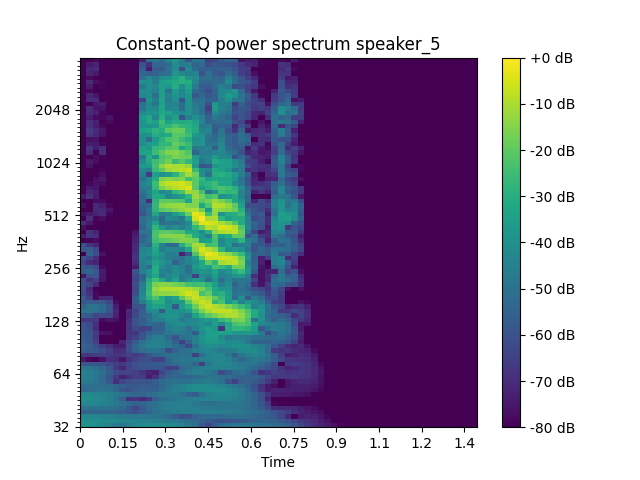 Constant-Q power spectrum speaker_5
Hz
2048
1024
512
256
128
64
32
0 0.15 0.3 0.45 0.6 0.75 0.9 1.1 1.2 1.4
Time
+0 dB
-10 dB
-20 dB
-30 dB
-40 dB
-50 dB
-60 dB
-70 dB
-80 dB